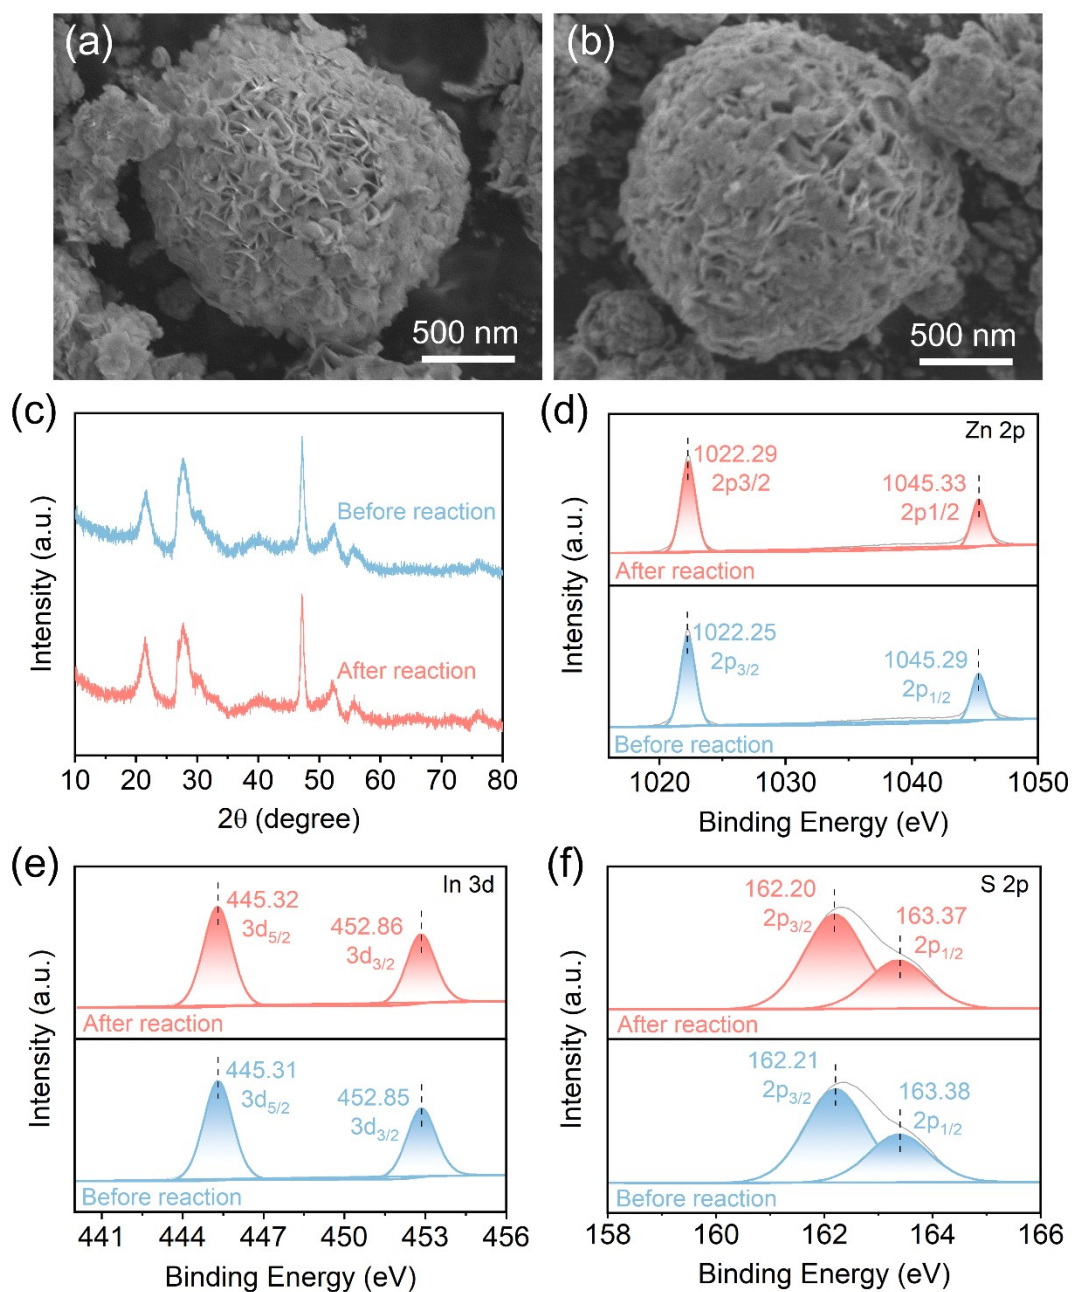 (a)
500 nm
(b)
500 nm
(c)
Intensity (a.u.)
Before reaction
After reaction
10 20 30 40 50 60 70 80
2θ (degree)
(d)
Intensity (a.u.)
Zn 2p
1022.29
2p3/2
1045.33
2p1/2
After reaction
1022.25
2p3/2
1045.29
2p1/2
Before reaction
1020 1030 1040 1050
Binding Energy (eV)
(e)
Intensity (a.u.)
In 3d
445.32
3d5/2
452.86
3d3/2
After reaction
445.31
3d5/2
452.85
3d3/2
Before reaction
441 444 447 450 453 456
Binding Energy (eV)
(f)
Intensity (a.u.)
S 2p
162.20
2p3/2
163.37
2p1/2
After reaction
162.21
2p3/2
163.38
2p1/2
Before reaction
158 160 162 164 166
Binding Energy (eV)